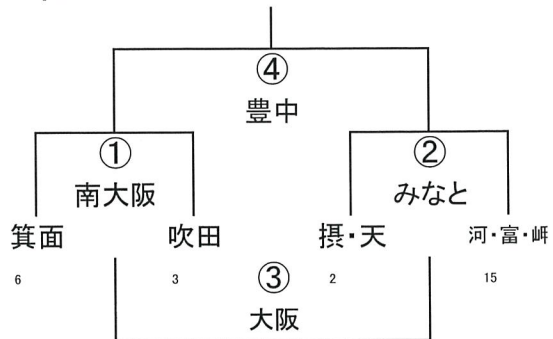 ④
豊中
① ②
南大阪 みなと
箕面 吹田 摂・天 河・富・岬
6 3 2 15
③
大阪